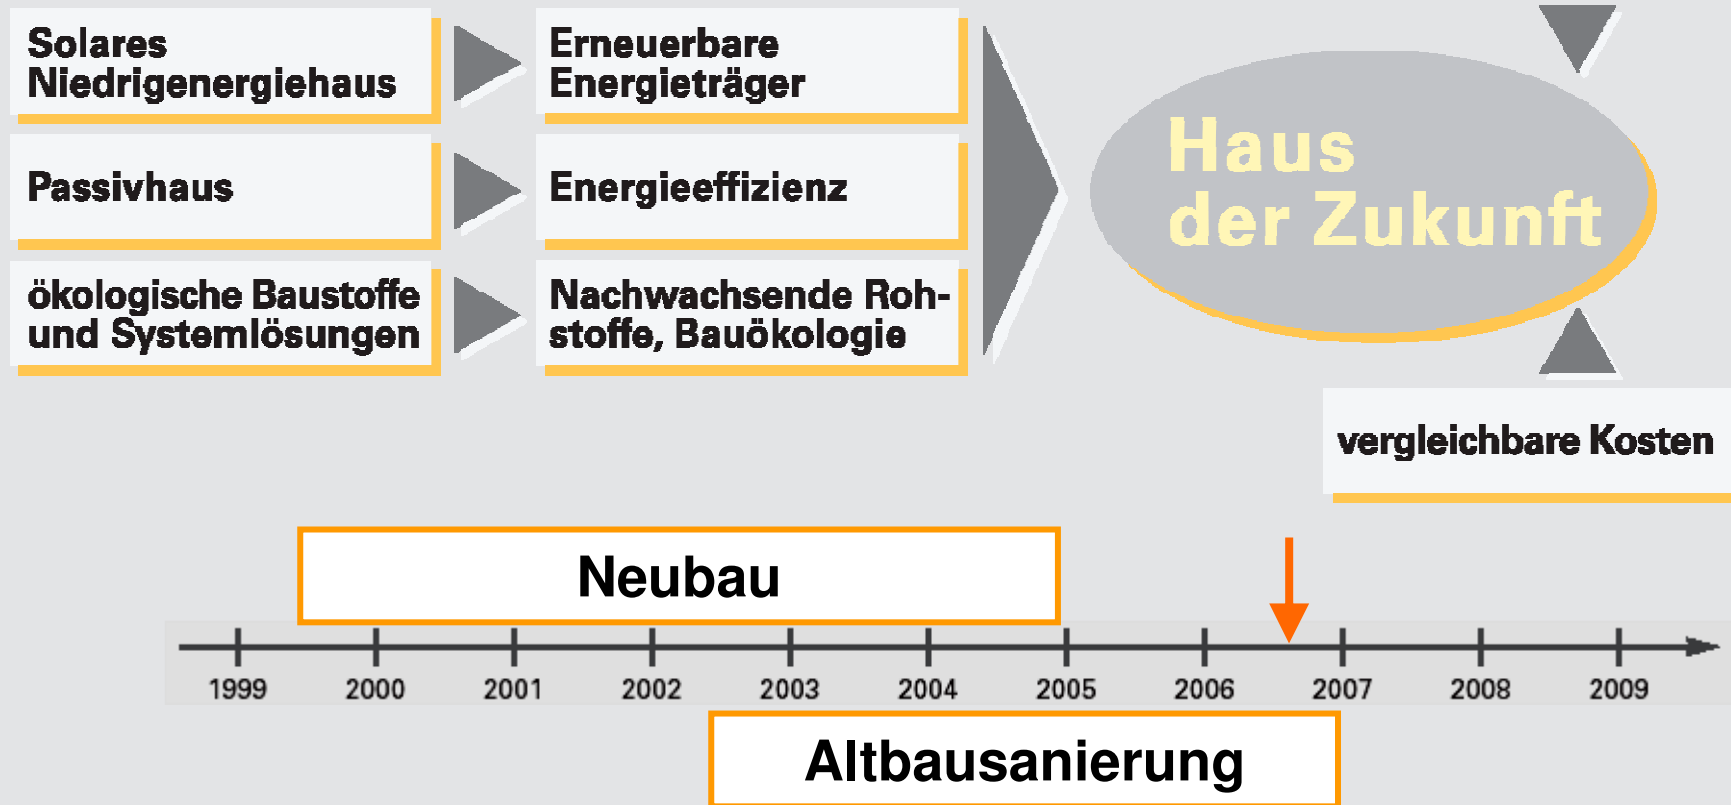 Solares
Niedrigenergiehaus
Erneuerbare
Energieträger
Passivhaus
Energieeffizienz
ökologische Baustoffe
und Systemlösungen
Nachwachsende Roh-
stoffe, Bauökologie
Haus
der Zukunft
vergleichbare Kosten
Neubau
1999 2000 2001 2002 2003 2004 2005 2006 2007 2008 2009
Altbausanierung